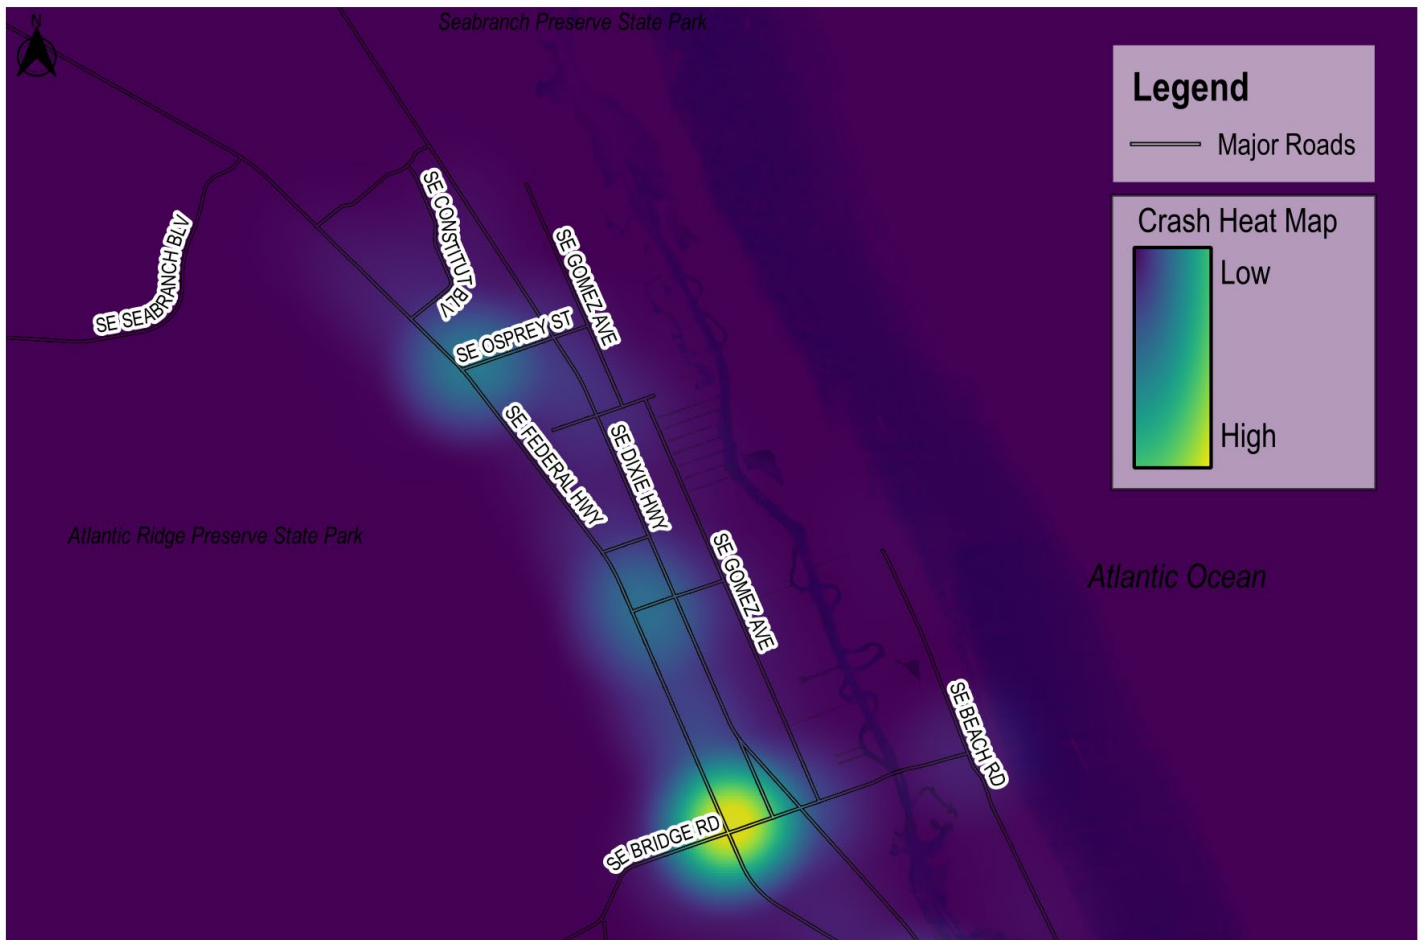 N
Seabranch Preserve State Park
Legend
Major Roads
Crash Heat Map
Low
High
SE CONSTITUT BLV
SE SEABRANCH BLV
SE GOMEZ AVE
SE OSPREY ST
SE FEDERAL HWY
SE DIXIE HWY
Atlantic Ridge Preserve State Park
SE GOMEZ AVE
Atlantic Ocean
SE BEACH RD
SE BRIDGE RD